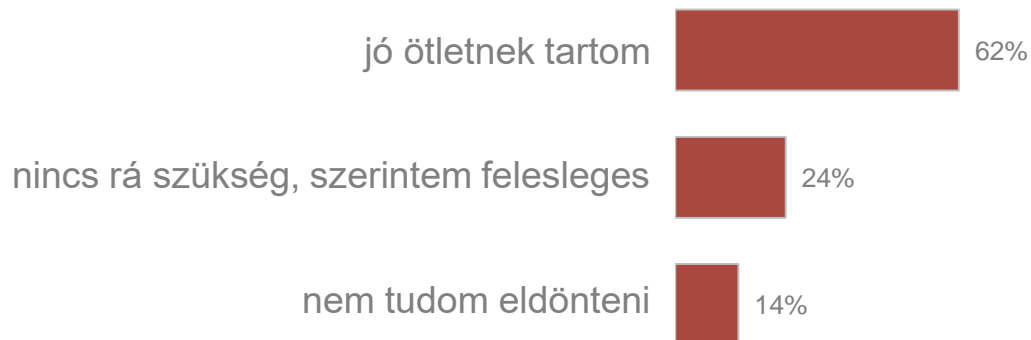 jó ötletnek tartom 62%
nincs rá szükség, szerintem felesleges 24%
nem tudom eldönteni 14%